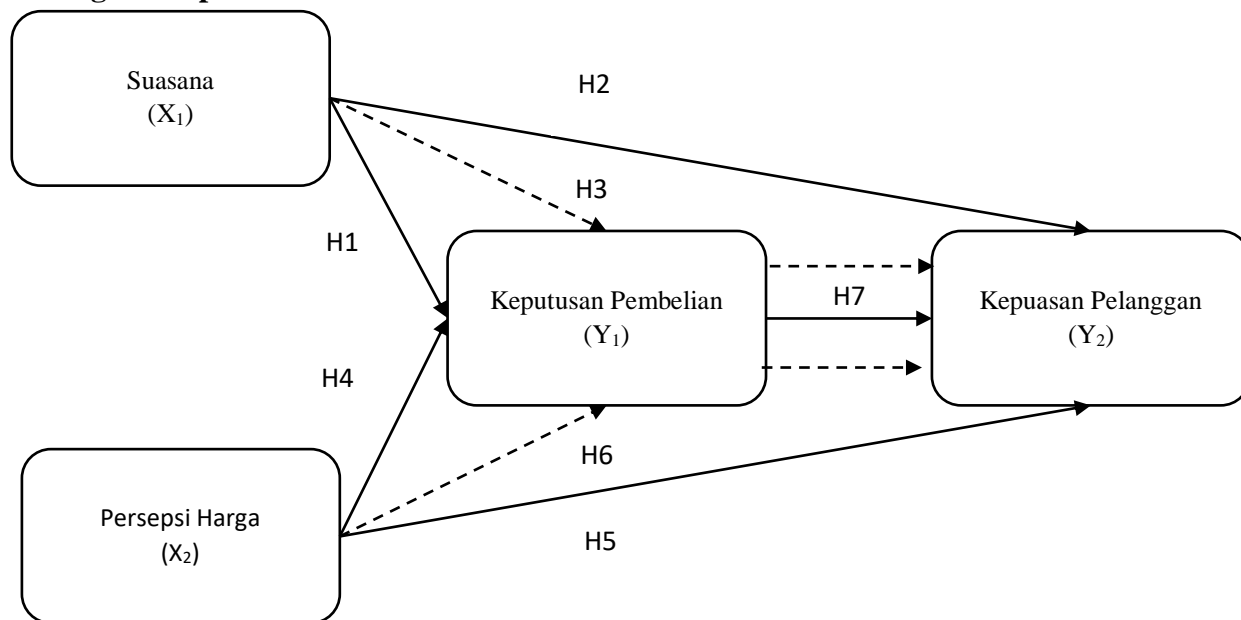 Suasana
(X₁)
H2
H3
H1
Keputusan Pembelian
(Y₁)
H7
Kepuasan Pelanggan
(Y₂)
H4
H6
Persepsi Harga
(X₂)
H5